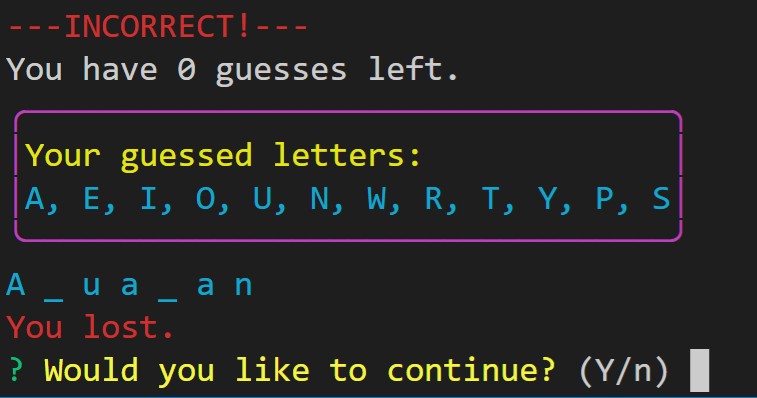 ---INCORRECT!---
You have 0 guesses left.
Your guessed letters:
A, E, I, O, U, N, W, R, T, Y, P, S
A _ u a _ a n
You lost.
? Would you like to continue? (Y/n)